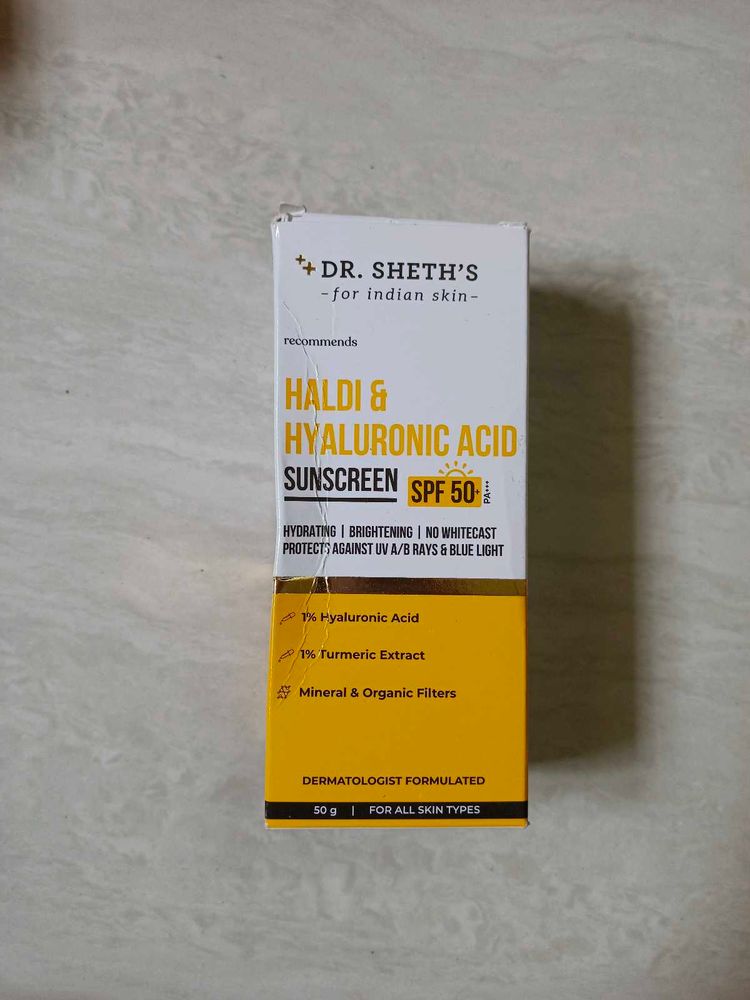 DR. SHETH'S
-for indian skin-
recommends
HALDI &
HYALURONIC ACID
SUNSCREEN SPF 50+ PA+++
HYDRATING | BRIGHTENING | NO WHITECAST
PROTECTS AGAINST UV A/B RAYS & BLUE LIGHT
1% Hyaluronic Acid
1% Turmeric Extract
Mineral & Organic Filters
DERMATOLOGIST FORMULATED
50 g | FOR ALL SKIN TYPES